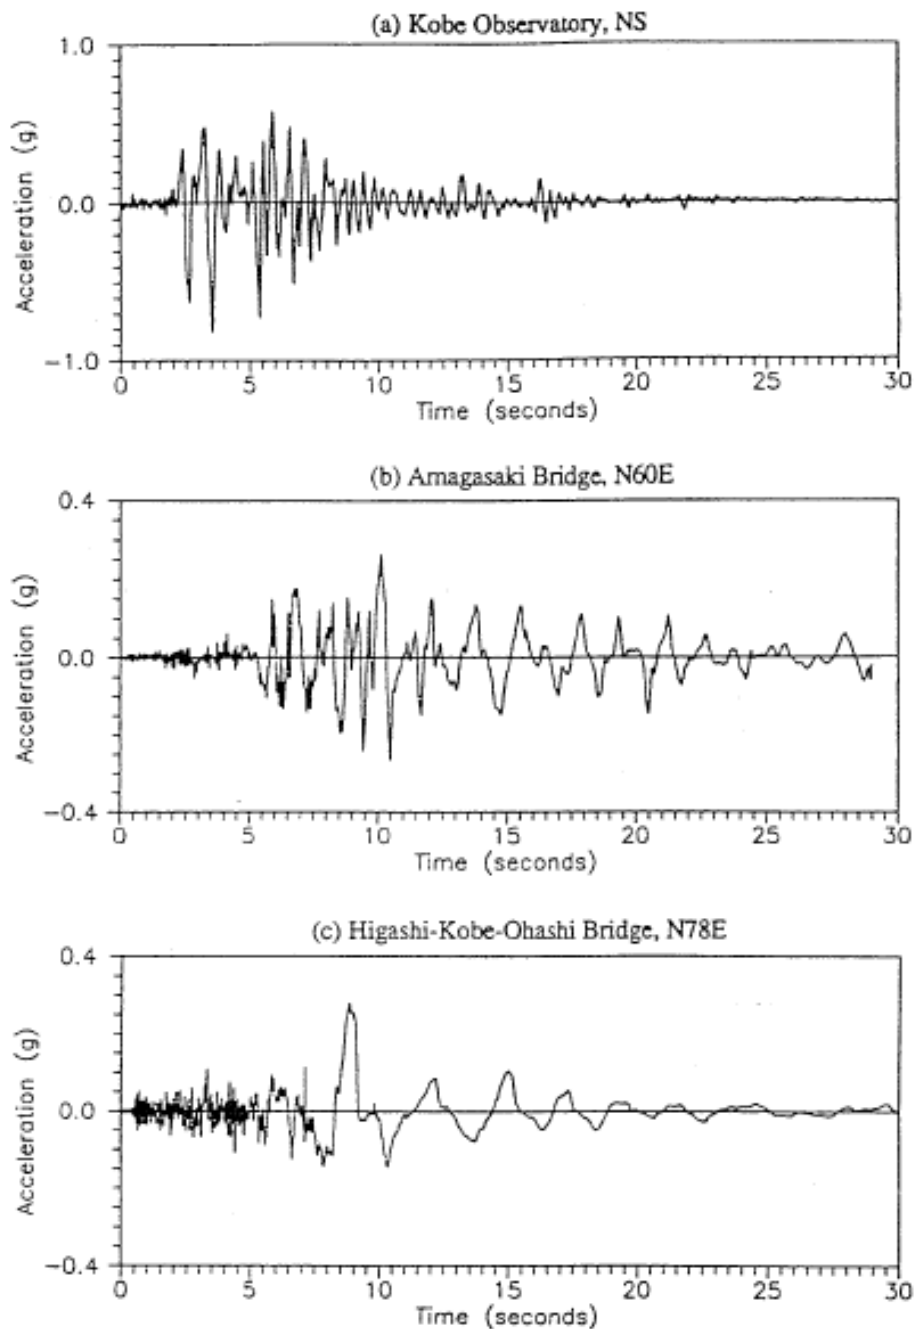 (a) Kobe Observatory, NS
1.0
0.0
−1.0
Acceleration (g)
0 5 10 15 20 25 30
Time (seconds)
(b) Amagasaki Bridge, N60E
0.4
0.0
−0.4
Acceleration (g)
0 5 10 15 20 25 30
Time (seconds)
(c) Higashi-Kobe-Ohashi Bridge, N78E
0.4
0.0
−0.4
Acceleration (g)
0 5 10 15 20 25 30
Time (seconds)